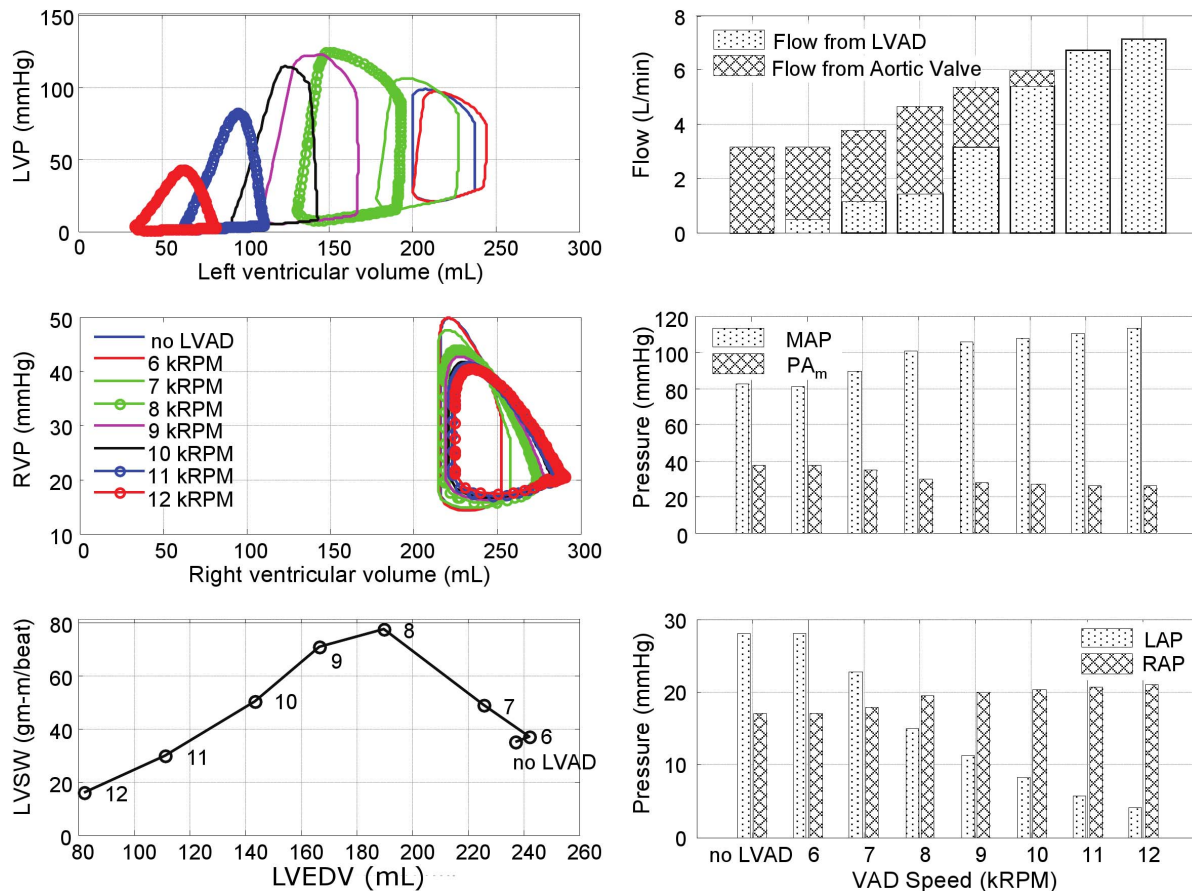 150
100
50
0
LVP (mmHg)
0 50 100 150 200 250 300
Left ventricular volume (mL)
8
6
4
2
0
Flow (L/min)
Flow from LVAD
Flow from Aortic Valve
50
40
30
20
10
RVP (mmHg)
no LVAD
6 kRPM
7 kRPM
8 kRPM
9 kRPM
10 kRPM
11 kRPM
12 kRPM
0 50 100 150 200 250 300
Right ventricular volume (mL)
120
100
80
60
40
20
0
Pressure (mmHg)
MAP
PAm
80
60
40
20
0
LVSW (gm-m/beat)
12
11
10
9
8
7
6
no LVAD
80 100 120 140 160 180 200 220 240 260
LVEDV (mL)
30
20
10
0
Pressure (mmHg)
LAP
RAP
no LVAD 6 7 8 9 10 11 12
VAD Speed (kRPM)